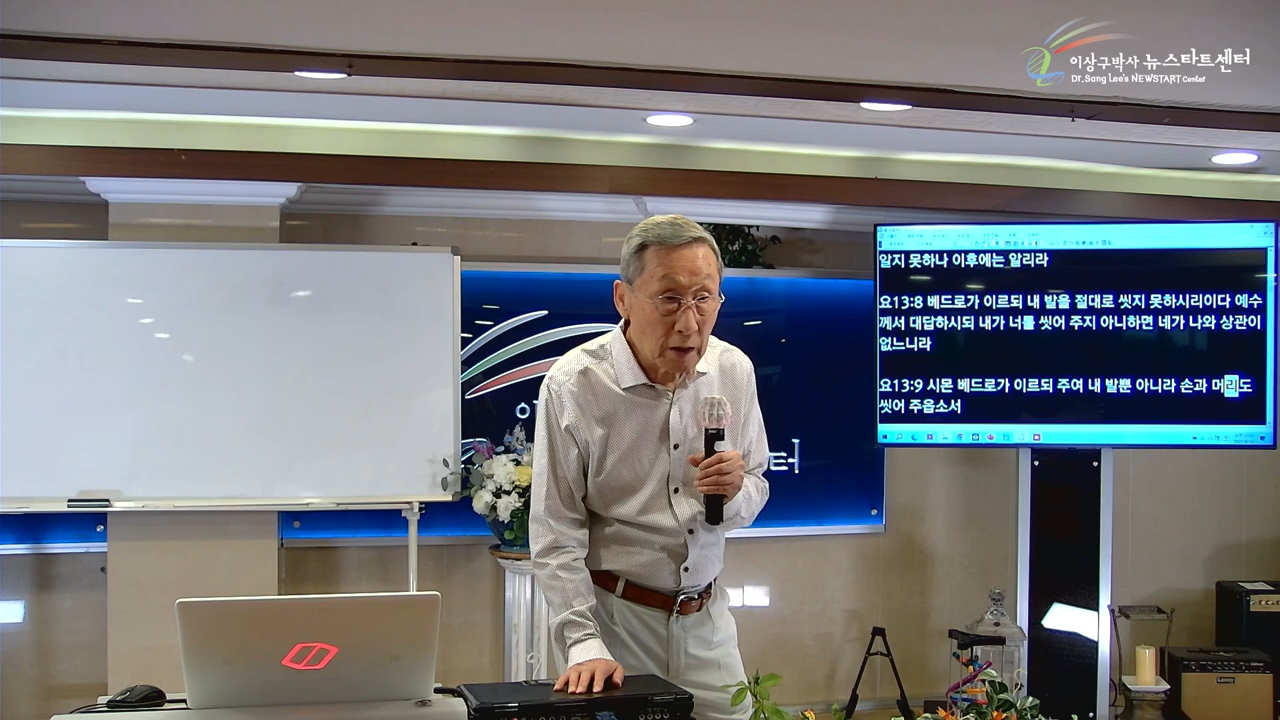 이상구박사 뉴스타트센터
Dr. Sang Lee's NEWSTART Center
알지 못하나 이후에는 알리라
요13:8 베드로가 이르되 내 발을 절대로 씻지 못하시리이다 예수
께서 대답하시되 내가 너를 씻어 주지 아니하면 네가 나와 상관이
없느니라
요13:9 시몬 베드로가 이르되 주여 내 발뿐 아니라 손과 머리도
씻어 주옵소서
터